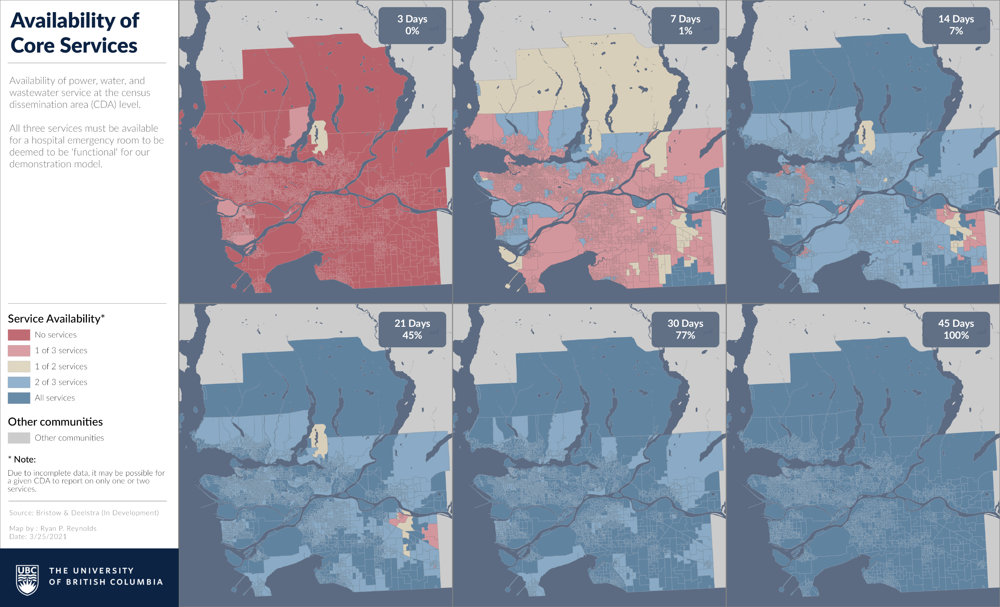 Availability of
Core Services
Availability of power, water, and
wastewater service at the census
dissemination area (CDA) level.
All three services must be available
for a hospital emergency room to be
deemed to be 'functional' for our
demonstration model.
Service Availability*
No services
1 of 3 services
1 of 2 services
2 of 3 services
All services
Other communities
Other communities
* Note:
Due to incomplete data, it may be possible for
a given CDA to report on only one or two
services.
Source: Bristow & Deelstra (In Development)
Map by : Ryan P. Reynolds
Date: 3/25/2021
UBC
THE UNIVERSITY
OF BRITISH COLUMBIA
3 Days
0%
7 Days
1%
14 Days
7%
21 Days
45%
30 Days
77%
45 Days
100%